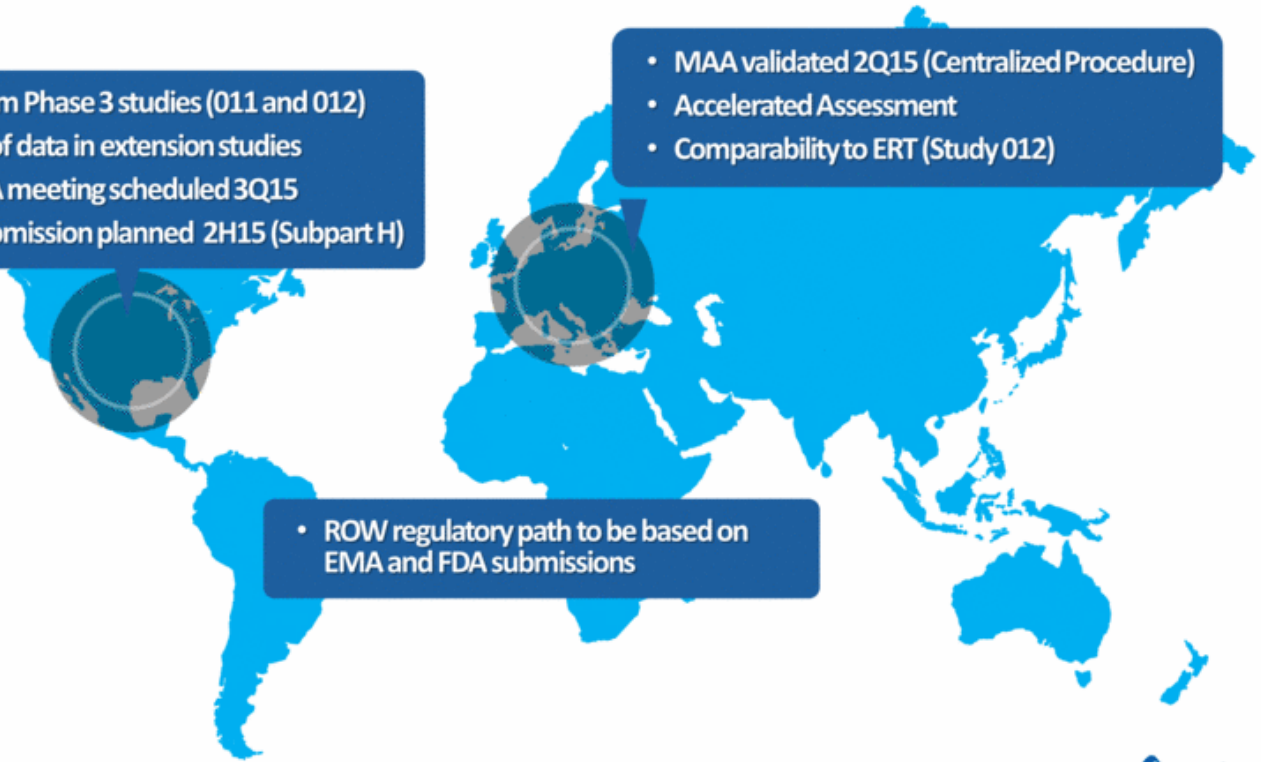 m Phase 3 studies (011 and 012)
of data in extension studies
meeting scheduled 3Q15
mission planned 2H15 (Subpart H)
• MAA validated 2Q15 (Centralized Procedure)
• Accelerated Assessment
• Comparability to ERT (Study 012)
• ROW regulatory path to be based on
EMA and FDA submissions